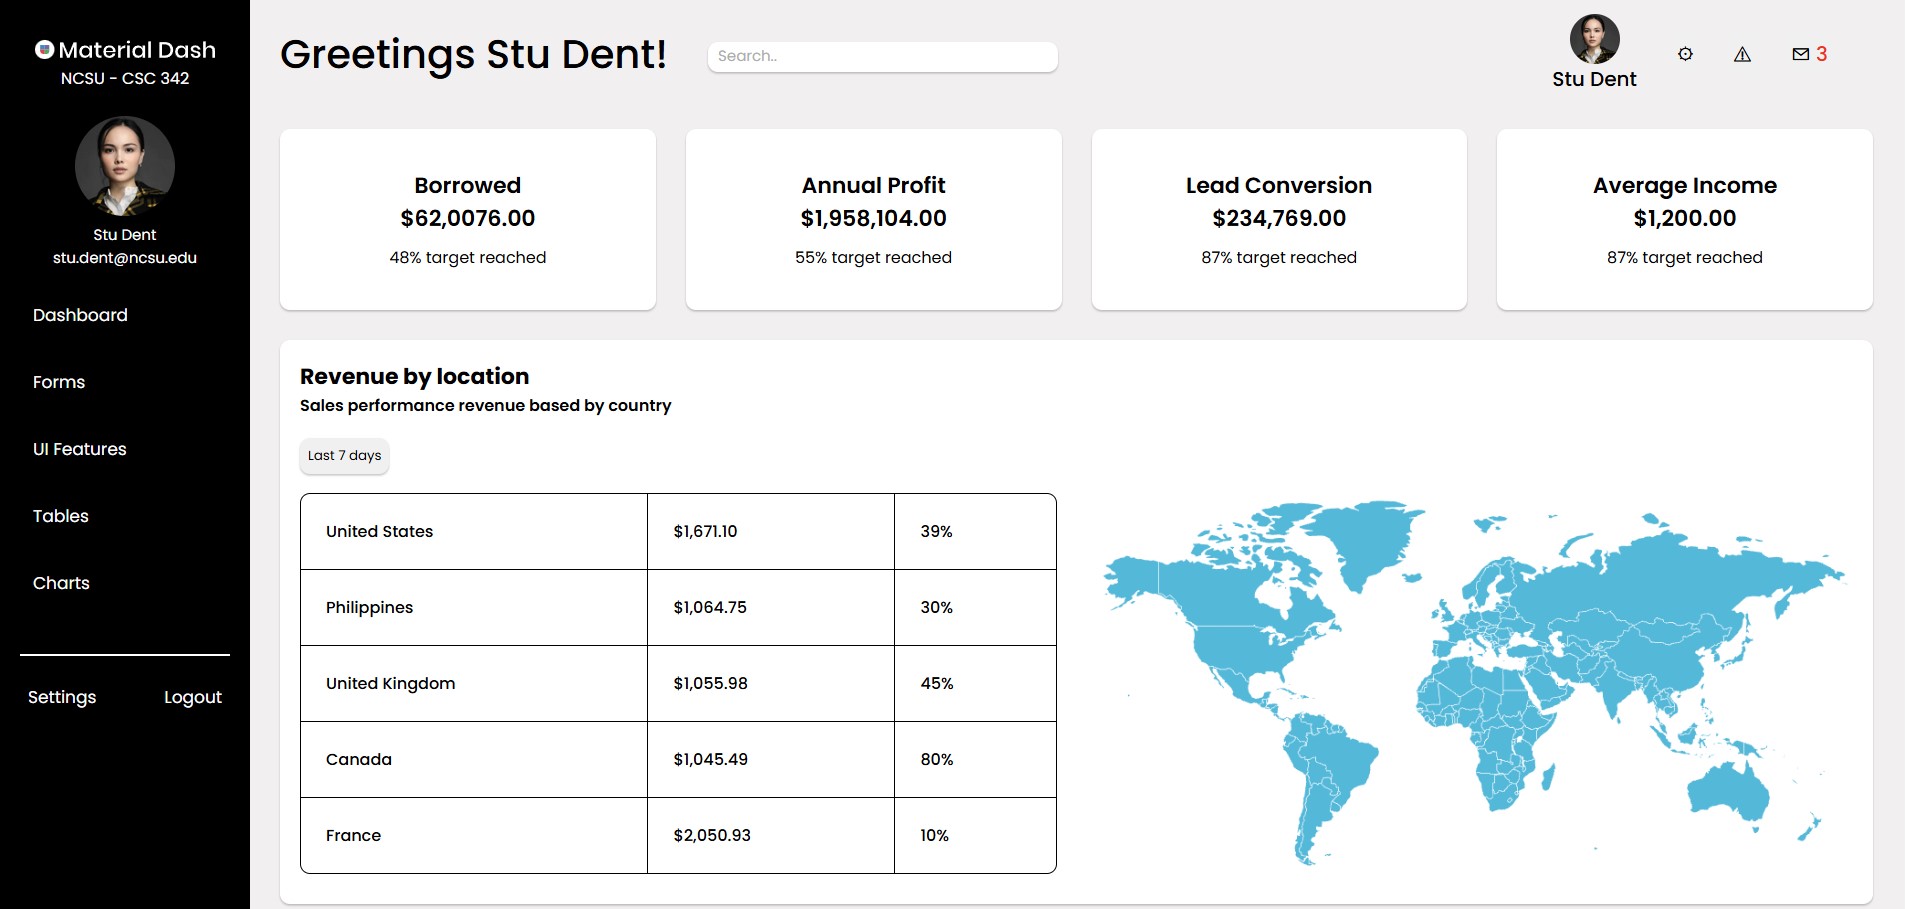 Material Dash
NCSU - CSC 342
Stu Dent
stu.dent@ncsu.edu
Dashboard
Forms
UI Features
Tables
Charts
Settings
Logout
Greetings Stu Dent!
Search..
Stu Dent
3
Borrowed
$62,0076.00
48% target reached
Annual Profit
$1,958,104.00
55% target reached
Lead Conversion
$234,769.00
87% target reached
Average Income
$1,200.00
87% target reached
Revenue by location
Sales performance revenue based by country
Last 7 days
United States $1,671.10 39%
Philippines $1,064.75 30%
United Kingdom $1,055.98 45%
Canada $1,045.49 80%
France $2,050.93 10%